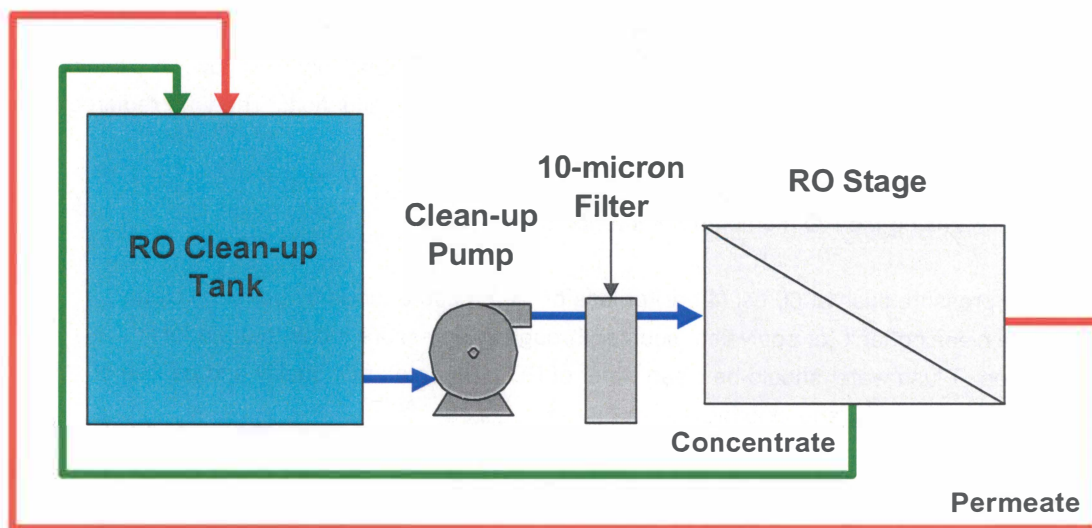 10-micron
Filter
RO Stage
Clean-up
Pump
RO Clean-up
Tank
Concentrate
Permeate